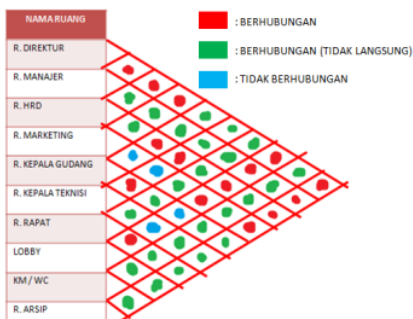 NAMA RUANG
R. DIREKTUR
R. MANAJER
R. HRD
R. MARKETING
R. KEPALA GUDANG
R. KEPALA TEKNISI
R. RAPAT
LOBBY
KM / WC
R. ARSIP
: BERHUBUNGAN
: BERHUBUNGAN (TIDAK LANGSUNG)
: TIDAK BERHUBUNGAN